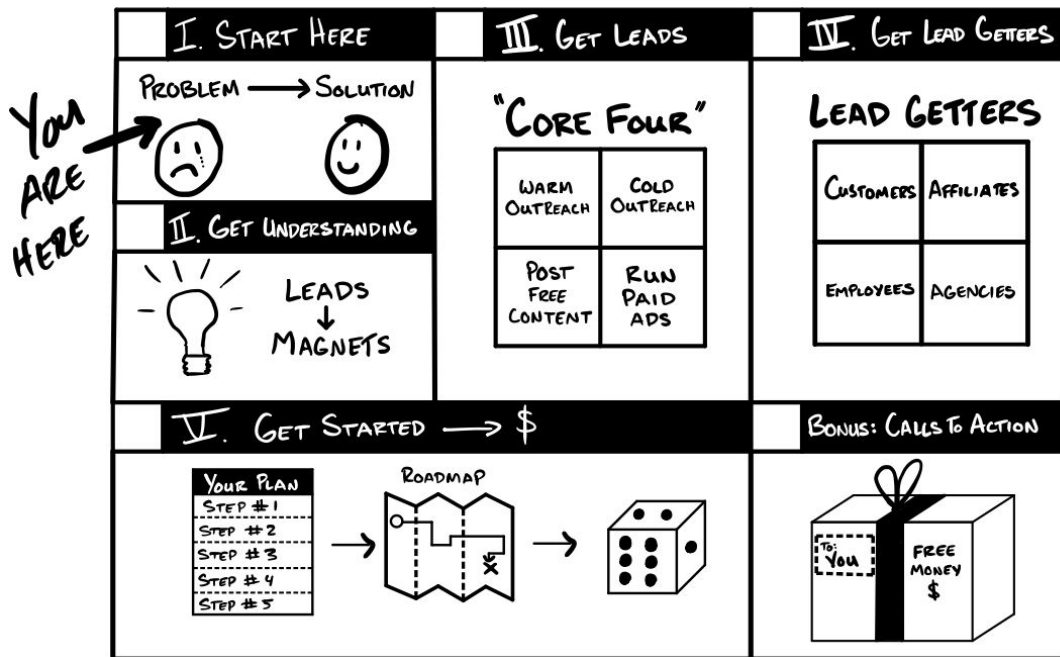 You
Are
Here
I. Start Here
Problem → Solution
II. Get Understanding
Leads
↓
Magnets
III. Get Leads
"Core Four"
Warm
Outreach
Cold
Outreach
Post
Free
Content
Run
Paid
Ads
IV. Get Lead Getters
Lead Getters
Customers
Affiliates
Employees
Agencies
V. Get Started → $
Your Plan
Step #1
Step #2
Step #3
Step #4
Step #5
Roadmap
X
Bonus: Calls To Action
To:
You
Free
Money
$